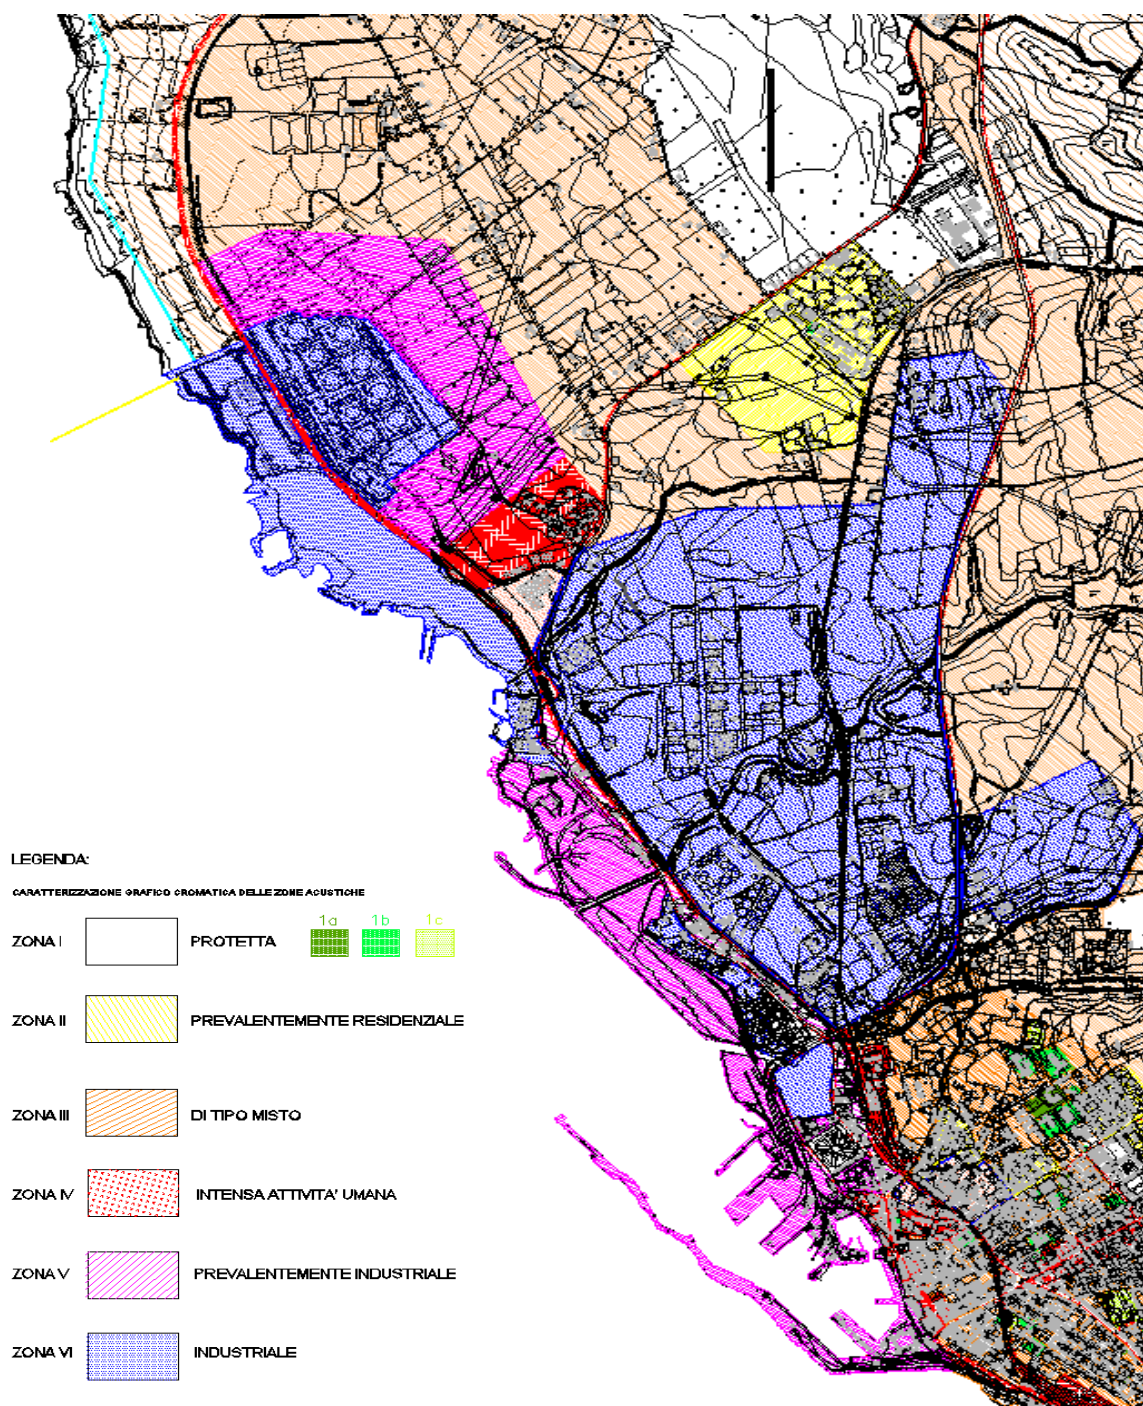 LEGENDA:
CARATTERIZZAZIONE GRAFICO CROMATICA DELLE ZONE ACUSTICHE
1a 1b 1c
ZONA I PROTETTA
ZONA II PREVALENTEMENTE RESIDENZIALE
ZONA III DI TIPO MISTO
ZONA IV INTENSA ATTIVITA' UMANA
ZONA V PREVALENTEMENTE INDUSTRIALE
ZONA VI INDUSTRIALE